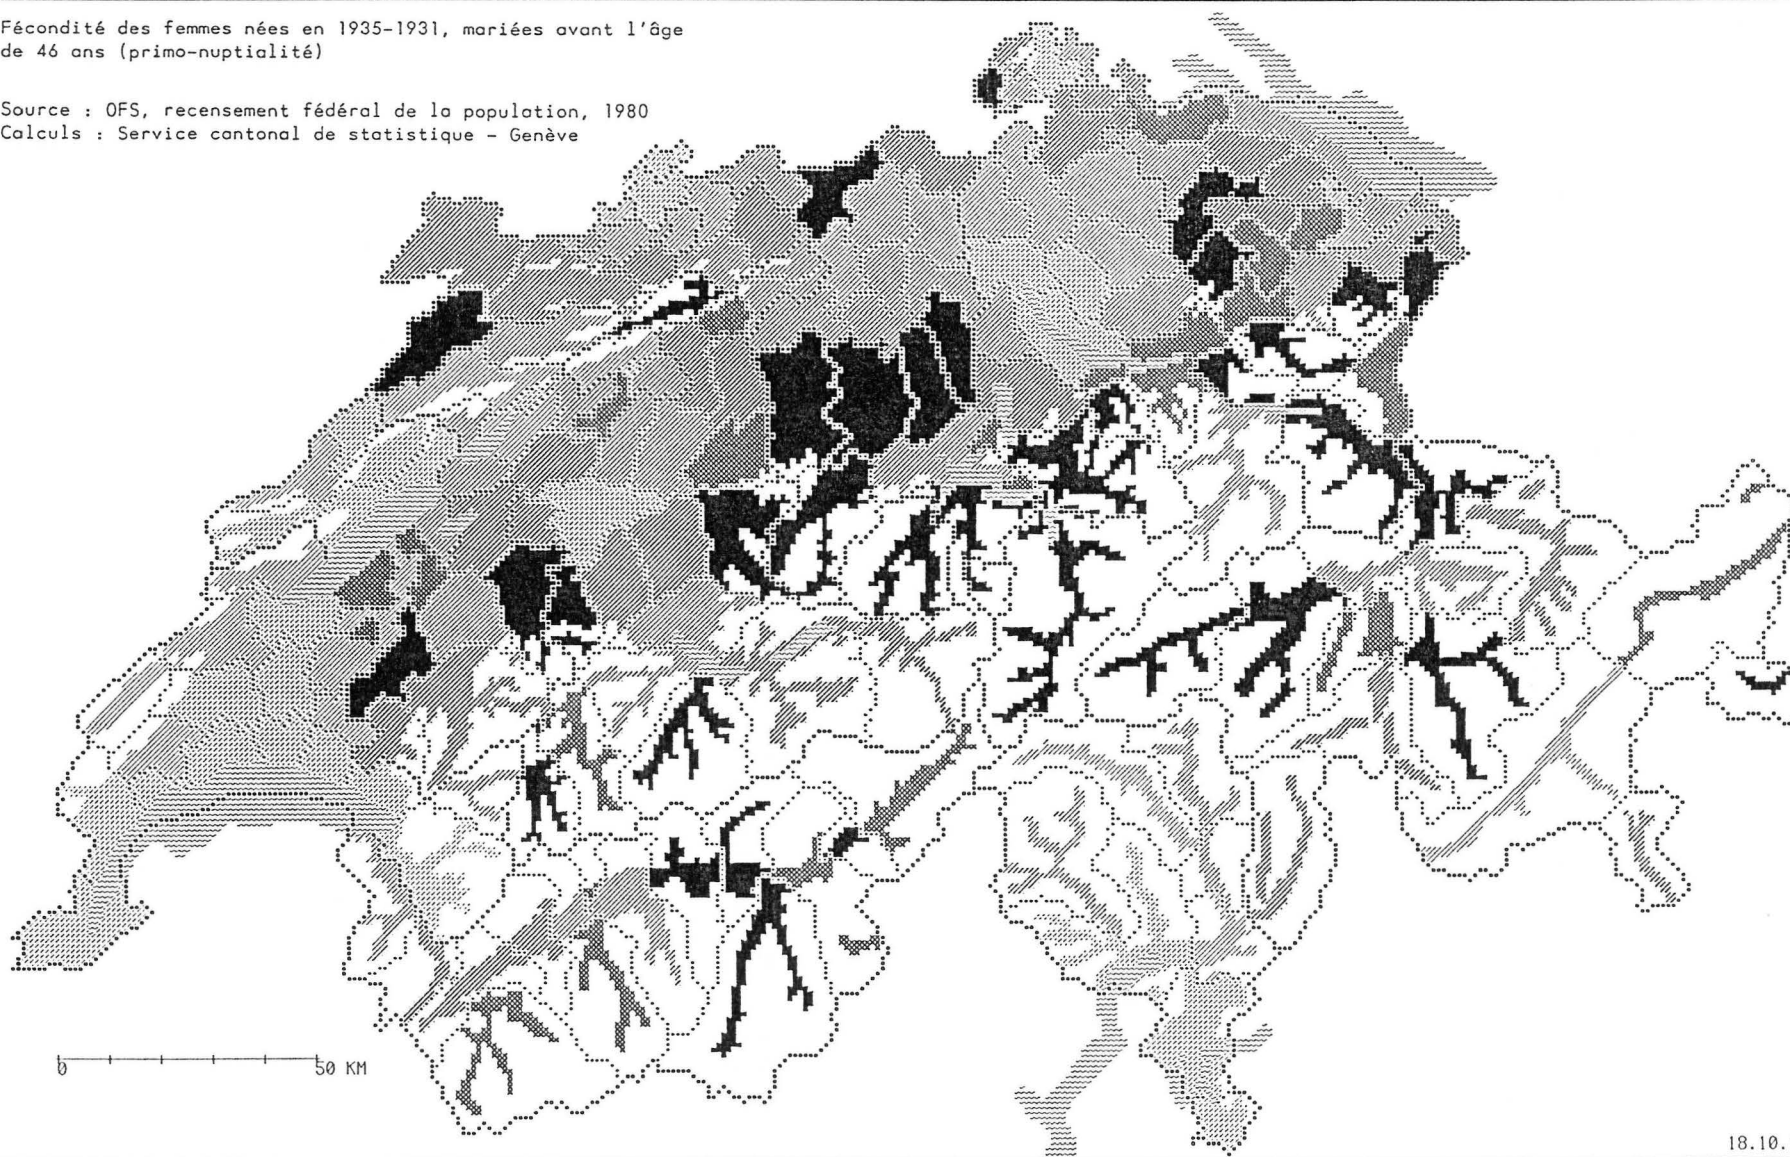 Fécondité des femmes nées en 1935-1931, mariées avant l'âge
de 46 ans (primo-nuptialité)
Source : OFS, recensement fédéral de la population, 1980
Calculs : Service cantonal de statistique - Genève
0 50 KM
18.10.